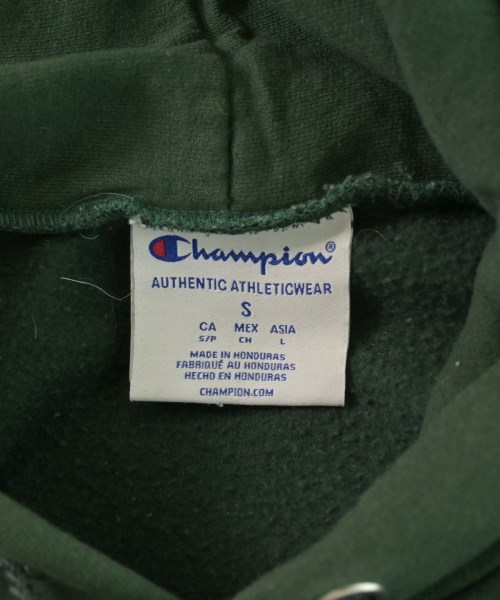 Champion®
AUTHENTIC ATHLETICWEAR
S
CA MEX ASIA
S/P CH L
MADE IN HONDURAS
FABRIQUÉ AU HONDURAS
HECHO EN HONDURAS
CHAMPION.COM